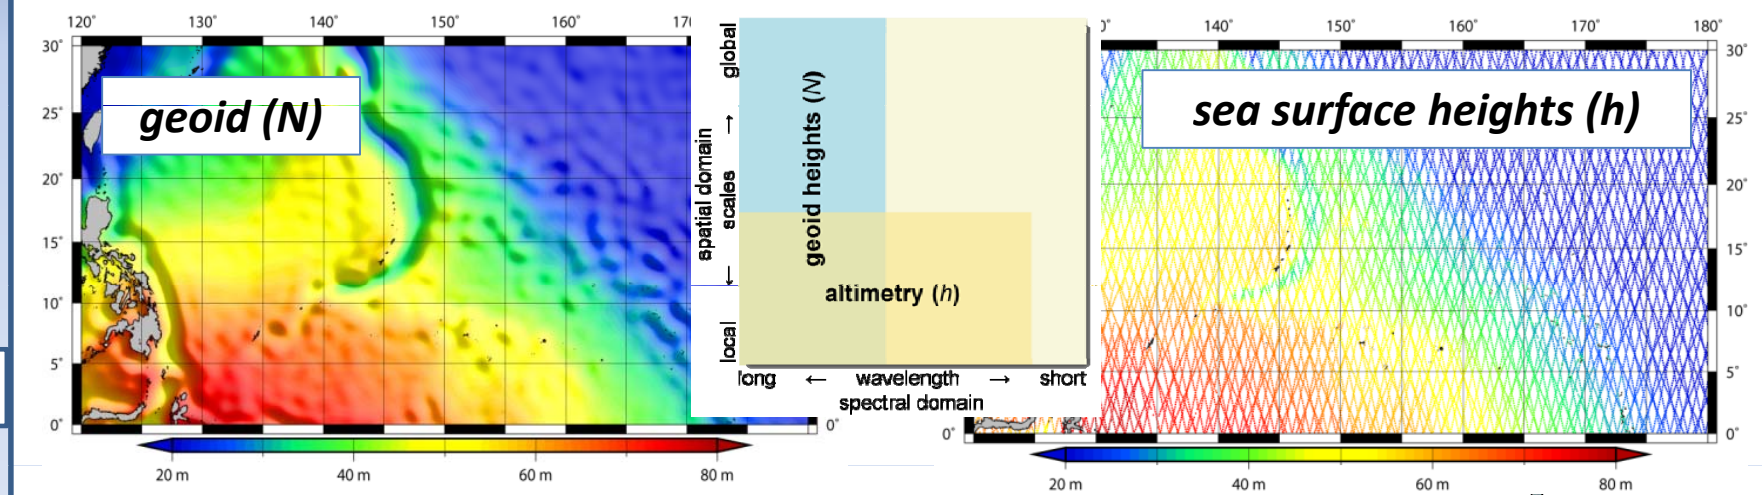 120° 130° 140° 150° 17
30°
25°
20°
15°
10°
5°
0°
0°
geoid (N)
20 m 40 m 60 m 80 m
spatial domain
local ← scales → global
geoid heights (N)
altimetry (h)
long ← wavelength → short
spectral domain
0° 140° 150° 160° 170° 180°
30°
25°
20°
15°
10°
5°
0°
0°
sea surface heights (h)
20 m 40 m 60 m 80 m